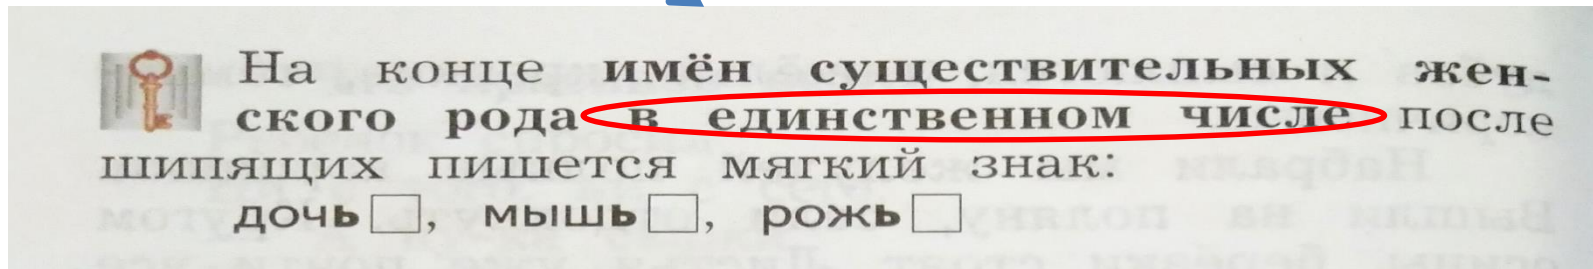 На конце имён существительных жен-
ского рода в единственном числе после
шипящих пишется мягкий знак:
дочь, мышь, рожь